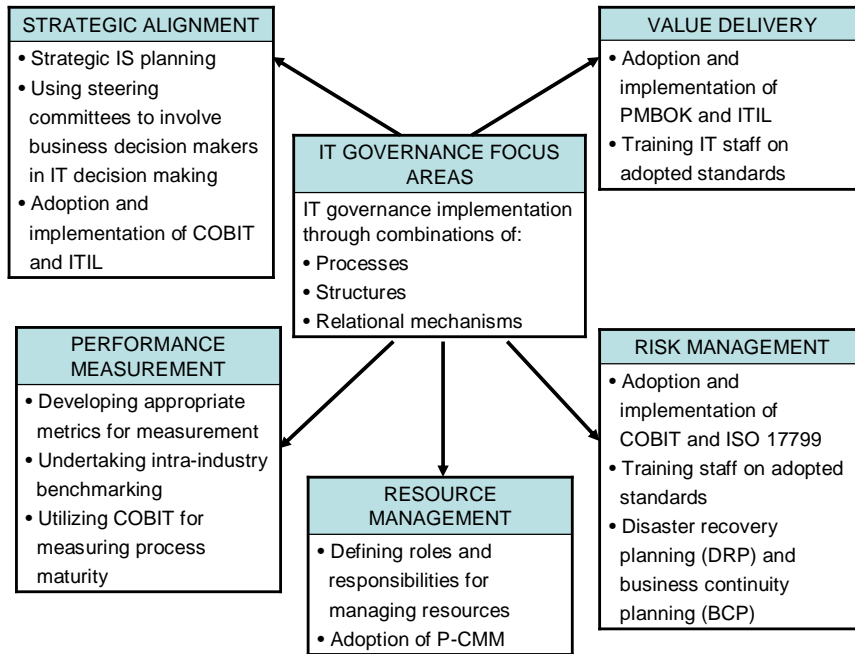 STRATEGIC ALIGNMENT
• Strategic IS planning
• Using steering
committees to involve
business decision makers
in IT decision making
• Adoption and
implementation of COBIT
and ITIL
VALUE DELIVERY
• Adoption and
implementation of
PMBOK and ITIL
• Training IT staff on
adopted standards
IT GOVERNANCE FOCUS
AREAS
IT governance implementation
through combinations of:
• Processes
• Structures
• Relational mechanisms
PERFORMANCE
MEASUREMENT
• Developing appropriate
metrics for measurement
• Undertaking intra-industry
benchmarking
• Utilizing COBIT for
measuring process
maturity
RESOURCE
MANAGEMENT
• Defining roles and
responsibilities for
managing resources
• Adoption of P-CMM
RISK MANAGEMENT
• Adoption and
implementation of
COBIT and ISO 17799
• Training staff on adopted
standards
• Disaster recovery
planning (DRP) and
business continuity
planning (BCP)